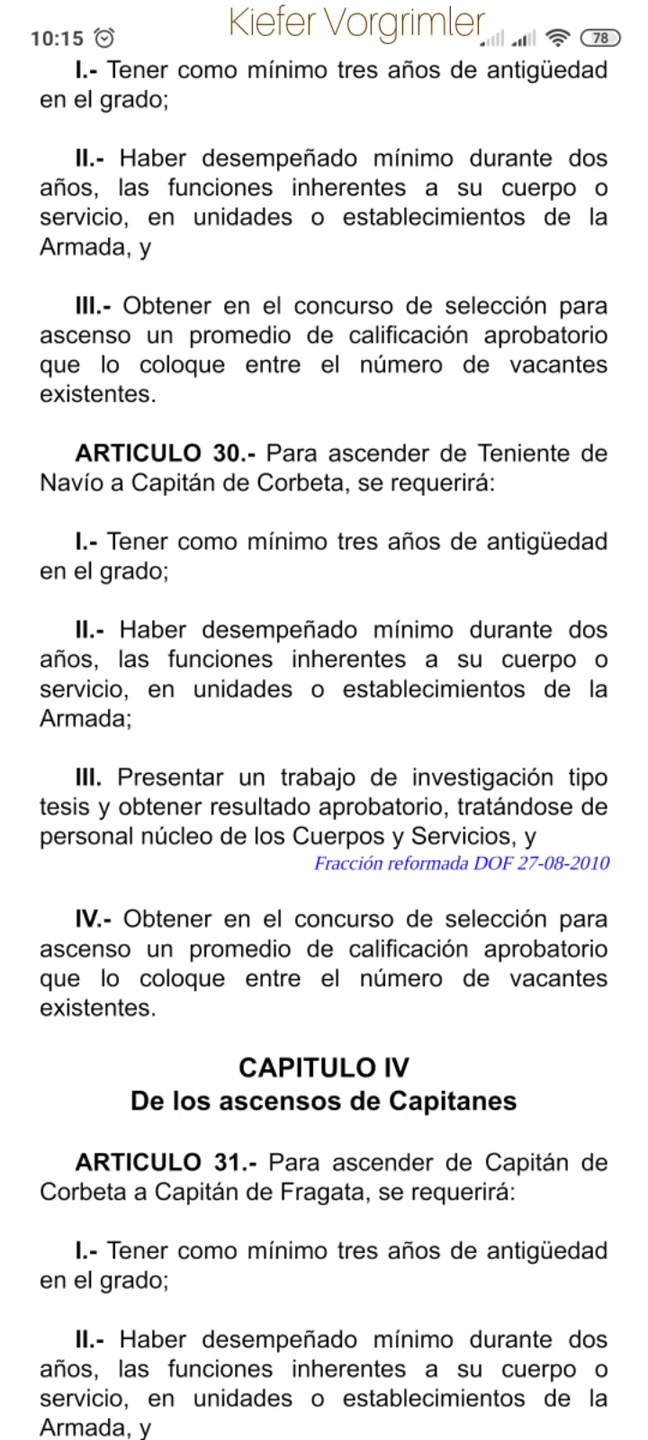 Kiefer Vorgrimler
10:15
78
I.- Tener como mínimo tres años de antigüedad
en el grado;
II.- Haber desempeñado mínimo durante dos
años, las funciones inherentes a su cuerpo o
servicio, en unidades o establecimientos de la
Armada, y
III.- Obtener en el concurso de selección para
ascenso un promedio de calificación aprobatorio
que lo coloque entre el número de vacantes
existentes.
ARTICULO 30.- Para ascender de Teniente de
Navío a Capitán de Corbeta, se requerirá:
I.- Tener como mínimo tres años de antigüedad
en el grado;
II.- Haber desempeñado mínimo durante dos
años, las funciones inherentes a su cuerpo o
servicio, en unidades o establecimientos de la
Armada;
III. Presentar un trabajo de investigación tipo
tesis y obtener resultado aprobatorio, tratándose de
personal núcleo de los Cuerpos y Servicios, y
Fracción reformada DOF 27-08-2010
IV.- Obtener en el concurso de selección para
ascenso un promedio de calificación aprobatorio
que lo coloque entre el número de vacantes
existentes.
CAPITULO IV
De los ascensos de Capitanes
ARTICULO 31.- Para ascender de Capitán de
Corbeta a Capitán de Fragata, se requerirá:
I.- Tener como mínimo tres años de antigüedad
en el grado;
II.- Haber desempeñado mínimo durante dos
años, las funciones inherentes a su cuerpo o
servicio, en unidades o establecimientos de la
Armada, y